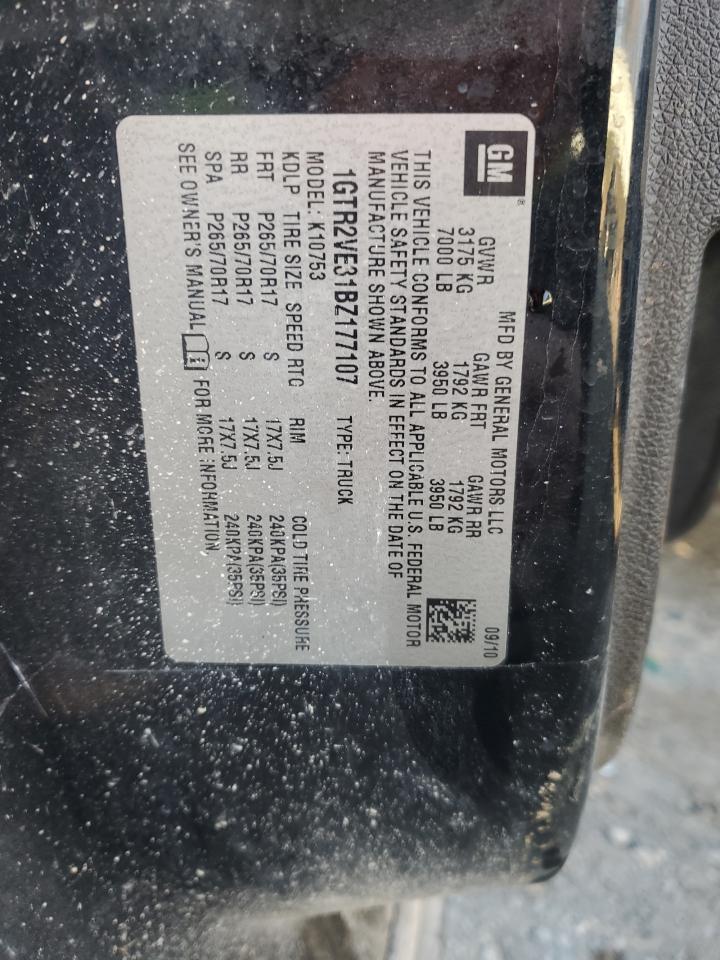 GM ®
MFD BY GENERAL MOTORS LLC 09/10
GVWR GAWR FRT GAWR RR
3175 KG 1792 KG 1792 KG
7000 LB 3950 LB 3950 LB
THIS VEHICLE CONFORMS TO ALL APPLICABLE U.S. FEDERAL MOTOR
VEHICLE SAFETY STANDARDS IN EFFECT ON THE DATE OF
MANUFACTURE SHOWN ABOVE.
1GTR2VE31BZ177107 TYPE: TRUCK
MODEL: K10753
KDLP TIRE SIZE SPEED RTG RIM COLD TIRE PRESSURE
FRT P265/70R17 S 17X7.5J 240KPA(35PSI)
RR P265/70R17 S 17X7.5J 240KPA(35PSI)
SPA P265/70R17 S 17X7.5J 240KPA(35PSI)
SEE OWNER'S MANUAL FOR MORE INFORMATION